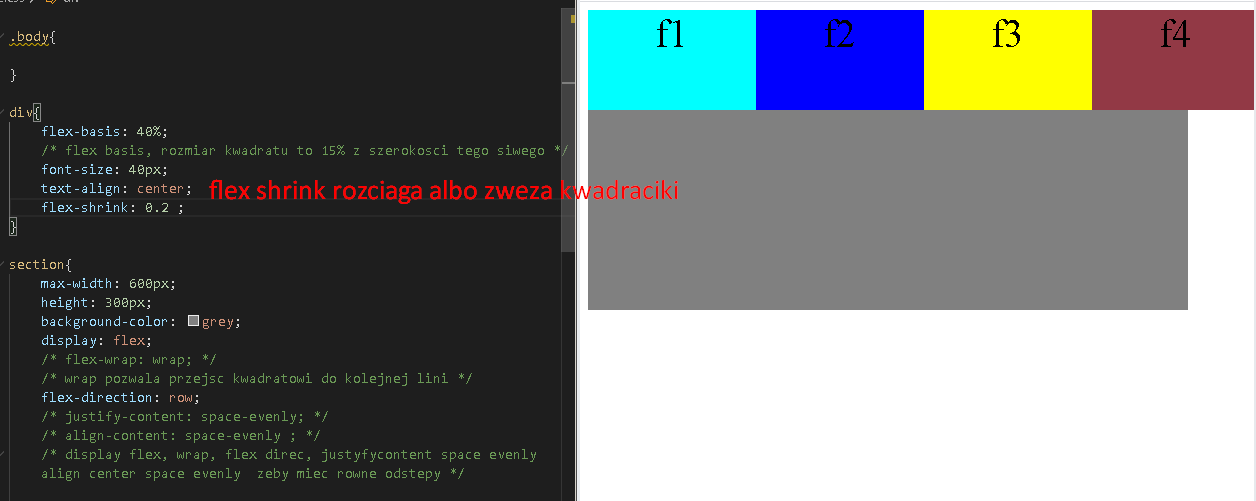 .body{
}
div{
flex-basis: 40%;
/* flex basis, rozmiar kwadratu to 15% z szerokosci tego siwego */
font-size: 40px;
text-align: center;
flex shrink rozciaga albo zweza kwadraciki
flex-shrink: 0.2 ;
}
section{
max-width: 600px;
height: 300px;
background-color: grey;
display: flex;
/* flex-wrap: wrap; */
/* wrap pozwala przejsc kwadratowi do kolejnej lini */
flex-direction: row;
/* justify-content: space-evenly; */
/* align-content: space-evenly ; */
/* display flex, wrap, flex direc, justyfycontent space evenly
align center space evenly  zeby miec rowne odstepy */
f1 f2 f3 f4